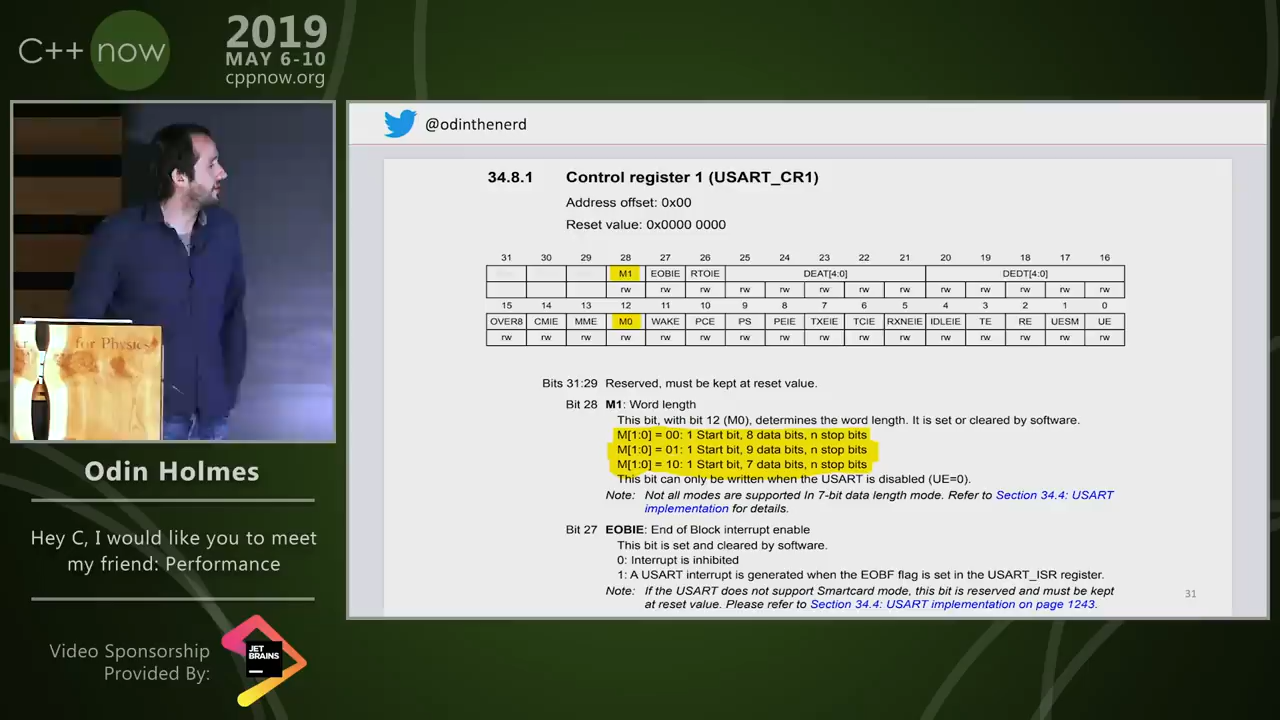 C++ now
2019
MAY 6-10
cppnow.org
@odinthenerd
34.8.1 Control register 1 (USART_CR1)
Address offset: 0x00
Reset value: 0x0000 0000
31 30 29 28 27 26 25 24 23 22 21 20 19 18 17 16
M1 EOBIE RTOIE DEAT[4:0] DEDT[4:0]
rw rw rw rw rw rw rw rw rw rw rw rw rw
15 14 13 12 11 10 9 8 7 6 5 4 3 2 1 0
OVER8 CMIE MME M0 WAKE PCE PS PEIE TXEIE TCIE RXNEIE IDLEIE TE RE UESM UE
rw rw rw rw rw rw rw rw rw rw rw rw rw rw rw rw
Bits 31:29 Reserved, must be kept at reset value.
Bit 28 M1: Word length
This bit, with bit 12 (M0), determines the word length. It is set or cleared by software.
M[1:0] = 00: 1 Start bit, 8 data bits, n stop bits
M[1:0] = 01: 1 Start bit, 9 data bits, n stop bits
M[1:0] = 10: 1 Start bit, 7 data bits, n stop bits
This bit can only be written when the USART is disabled (UE=0).
Note: Not all modes are supported In 7-bit data length mode. Refer to Section 34.4: USART
implementation for details.
Bit 27 EOBIE: End of Block interrupt enable
This bit is set and cleared by software.
0: Interrupt is inhibited
1: A USART interrupt is generated when the EOBF flag is set in the USART_ISR register.
Note: If the USART does not support Smartcard mode, this bit is reserved and must be kept
at reset value. Please refer to Section 34.4: USART implementation on page 1243.
31
for Physics
Odin Holmes
Hey C, I would like you to meet
my friend: Performance
Video Sponsorship
Provided By:
JET
BRAINS